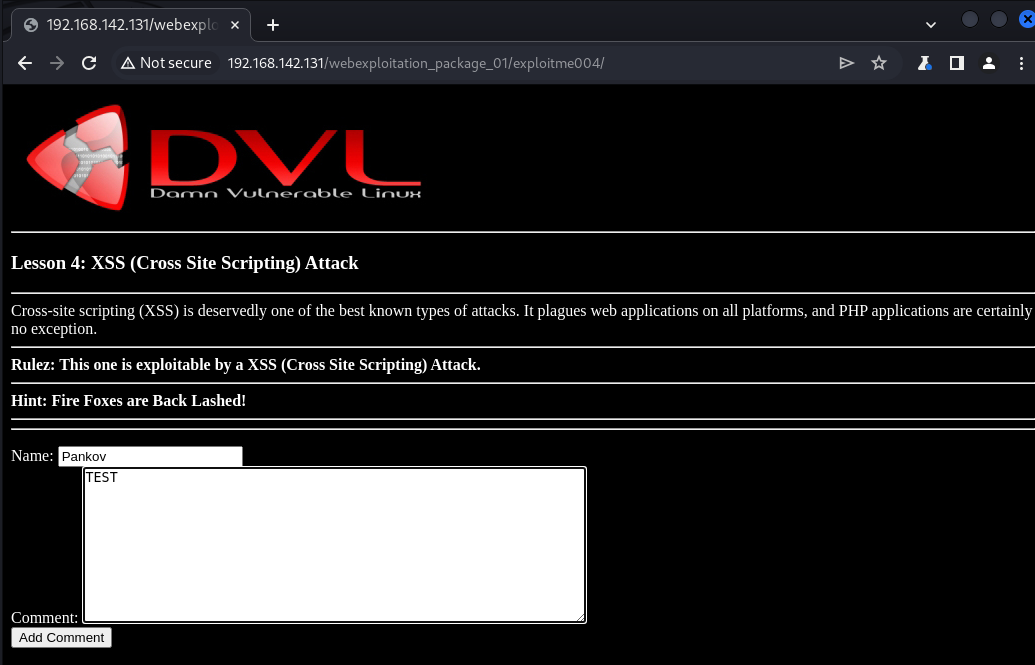 192.168.142.131/webexplo
Not secure 192.168.142.131/webexploitation_package_01/exploitme004/
DVL
Damn Vulnerable Linux
Lesson 4: XSS (Cross Site Scripting) Attack
Cross-site scripting (XSS) is deservedly one of the best known types of attacks. It plagues web applications on all platforms, and PHP applications are certainly
no exception.
Rulez: This one is exploitable by a XSS (Cross Site Scripting) Attack.
Hint: Fire Foxes are Back Lashed!
Name: Pankov
TEST
Comment:
Add Comment